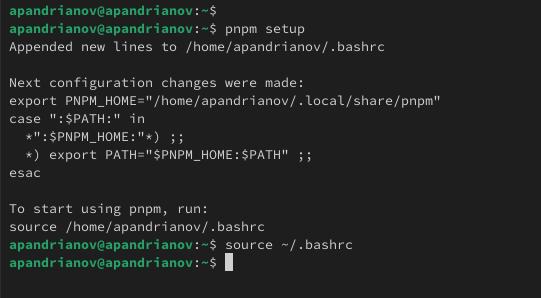 apandrianov@apandrianov:~$
apandrianov@apandrianov:~$ pnpm setup
Appended new lines to /home/apandrianov/.bashrc

Next configuration changes were made:
export PNPM_HOME="/home/apandrianov/.local/share/pnpm"
case ":$PATH:" in
  *":$PNPM_HOME:"*) ;;
  *) export PATH="$PNPM_HOME:$PATH" ;;
esac

To start using pnpm, run:
source /home/apandrianov/.bashrc
apandrianov@apandrianov:~$ source ~/.bashrc
apandrianov@apandrianov:~$